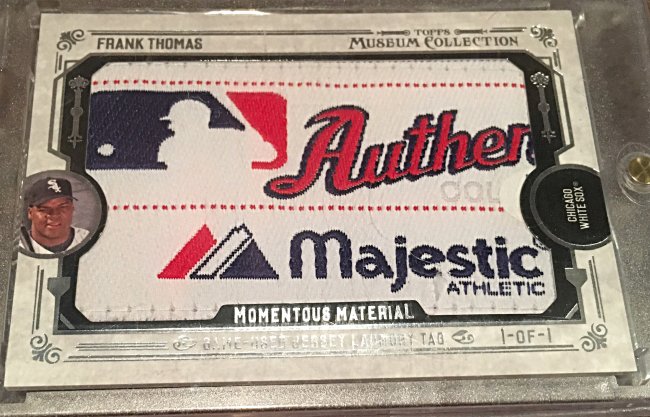 FRANK THOMAS
TOPPS
MUSEUM COLLECTION
Authen
Majestic
ATHLETIC
CHICAGO
WHITE SOX
MOMENTOUS MATERIAL
GAME-USED JERSEY LAUNDRY TAG 1-OF-1